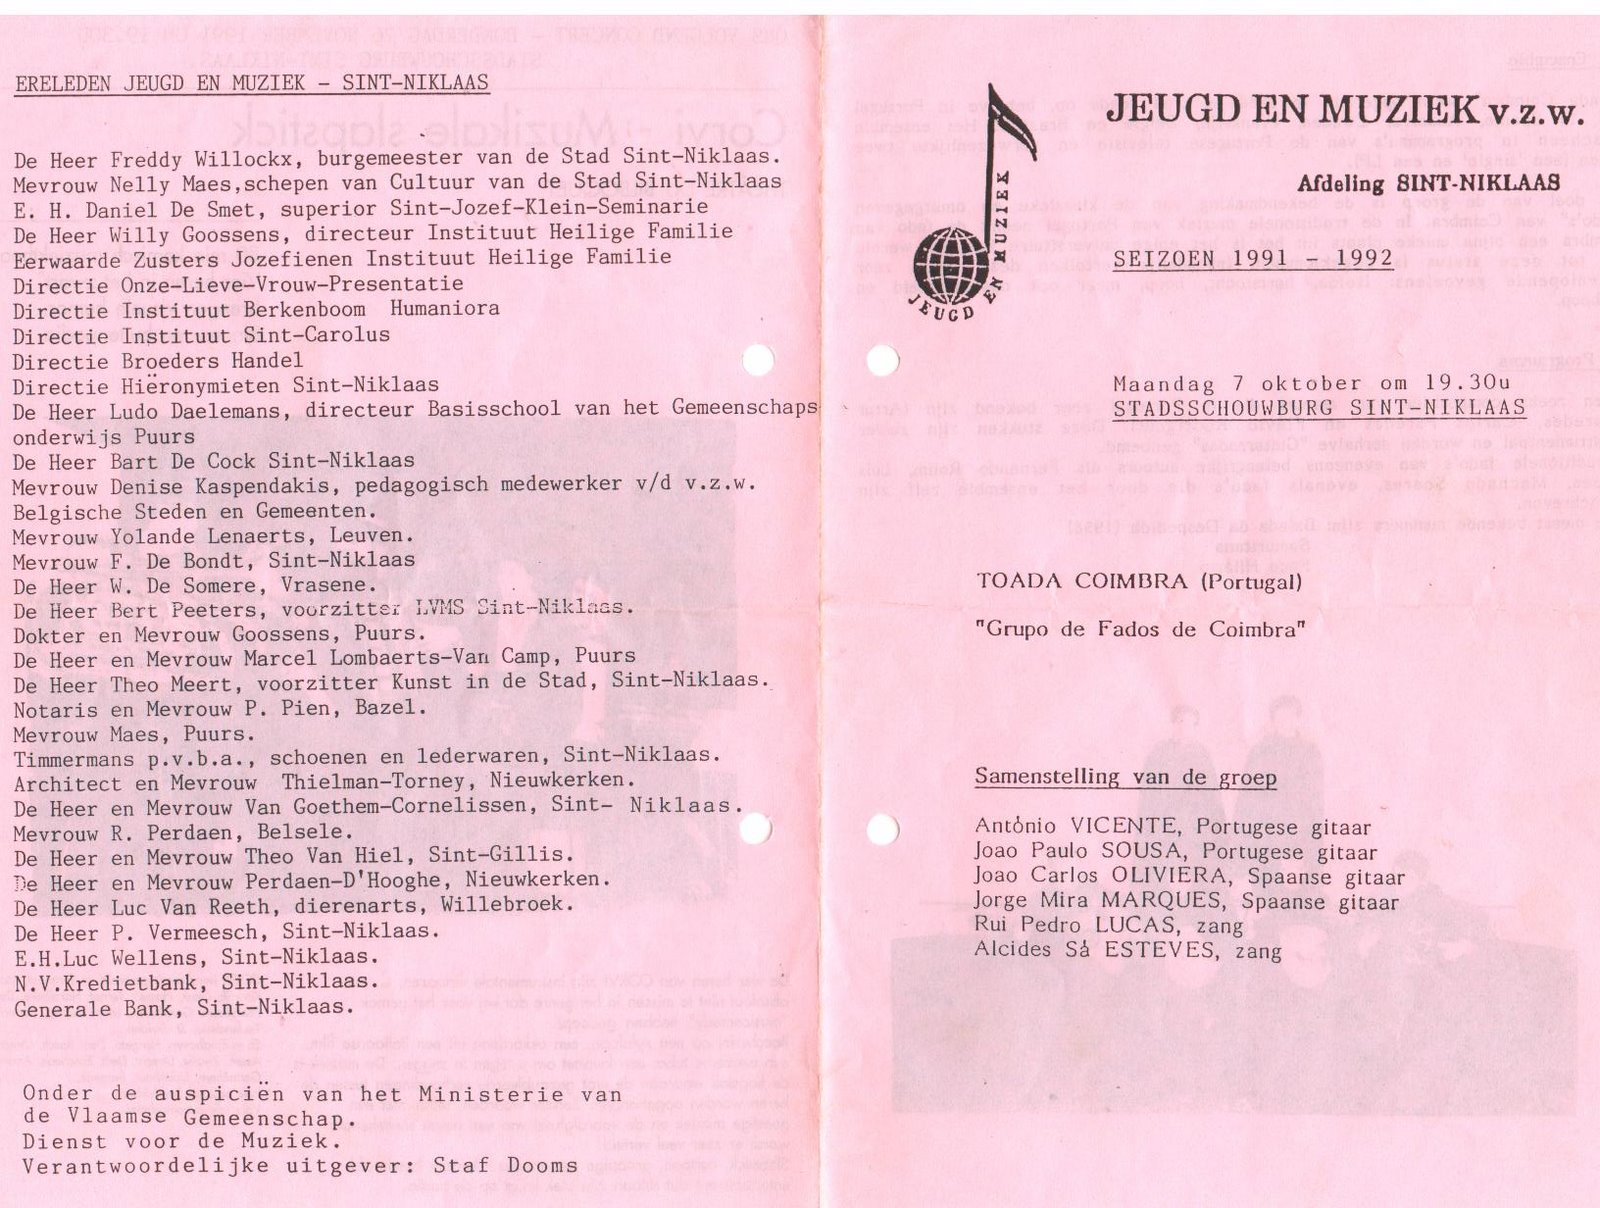 ERELEDEN JEUGD EN MUZIEK - SINT-NIKLAAS
De Heer Freddy Willockx, burgemeester van de Stad Sint-Niklaas.
Mevrouw Nelly Maes,schepen van Cultuur van de Stad Sint-Niklaas
E. H. Daniel De Smet, superior Sint-Jozef-Klein-Seminarie
De Heer Willy Goossens, directeur Instituut Heilige Familie
Eerwaarde Zusters Jozefienen Instituut Heilige Familie
Directie Onze-Lieve-Vrouw-Presentatie
Directie Instituut Berkenboom Humaniora
Directie Instituut Sint-Carolus
Directie Broeders Handel
Directie Hiëronymieten Sint-Niklaas
De Heer Ludo Daelemans, directeur Basisschool van het Gemeenschaps-
onderwijs Puurs
De Heer Bart De Cock Sint-Niklaas
Mevrouw Denise Kaspendakis, pedagogisch medewerker v/d v.z.w.
Belgische Steden en Gemeenten.
Mevrouw Yolande Lenaerts, Leuven.
Mevrouw F. De Bondt, Sint-Niklaas
De Heer W. De Somere, Vrasene.
De Heer Bert Peeters, voorzitter LVMS Sint-Niklaas.
Dokter en Mevrouw Goossens, Puurs.
De Heer en Mevrouw Marcel Lombaerts-Van Camp, Puurs
De Heer Theo Meert, voorzitter Kunst in de Stad, Sint-Niklaas.
Notaris en Mevrouw P. Pien, Bazel.
Mevrouw Maes, Puurs.
Timmermans p.v.b.a., schoenen en lederwaren, Sint-Niklaas.
Architect en Mevrouw Thielman-Torney, Nieuwkerken.
De Heer en Mevrouw Van Goethem-Cornelissen, Sint- Niklaas.
Mevrouw R. Perdaen, Belsele.
De Heer en Mevrouw Theo Van Hiel, Sint-Gillis.
De Heer en Mevrouw Perdaen-D'Hooghe, Nieuwkerken.
De Heer Luc Van Reeth, dierenarts, Willebroek.
De Heer P. Vermeesch, Sint-Niklaas.
E.H.Luc Wellens, Sint-Niklaas.
N.V.Kredietbank, Sint-Niklaas.
Generale Bank, Sint-Niklaas.
Onder de auspiciën van het Ministerie van
de Vlaamse Gemeenschap.
Dienst voor de Muziek.
Verantwoordelijke uitgever: Staf Dooms
JEUGD EN MUZIEK
JEUGD EN MUZIEK v.z.w.
Afdeling SINT-NIKLAAS
SEIZOEN 1991 - 1992
Maandag 7 oktober om 19.30u
STADSSCHOUWBURG SINT-NIKLAAS
TOADA COIMBRA (Portugal)
"Grupo de Fados de Coimbra"
Samenstelling van de groep
António VICENTE, Portugese gitaar
Joao Paulo SOUSA, Portugese gitaar
Joao Carlos OLIVIERA, Spaanse gitaar
Jorge Mira MARQUES, Spaanse gitaar
Rui Pedro LUCAS, zang
Alcides Sá ESTEVES, zang